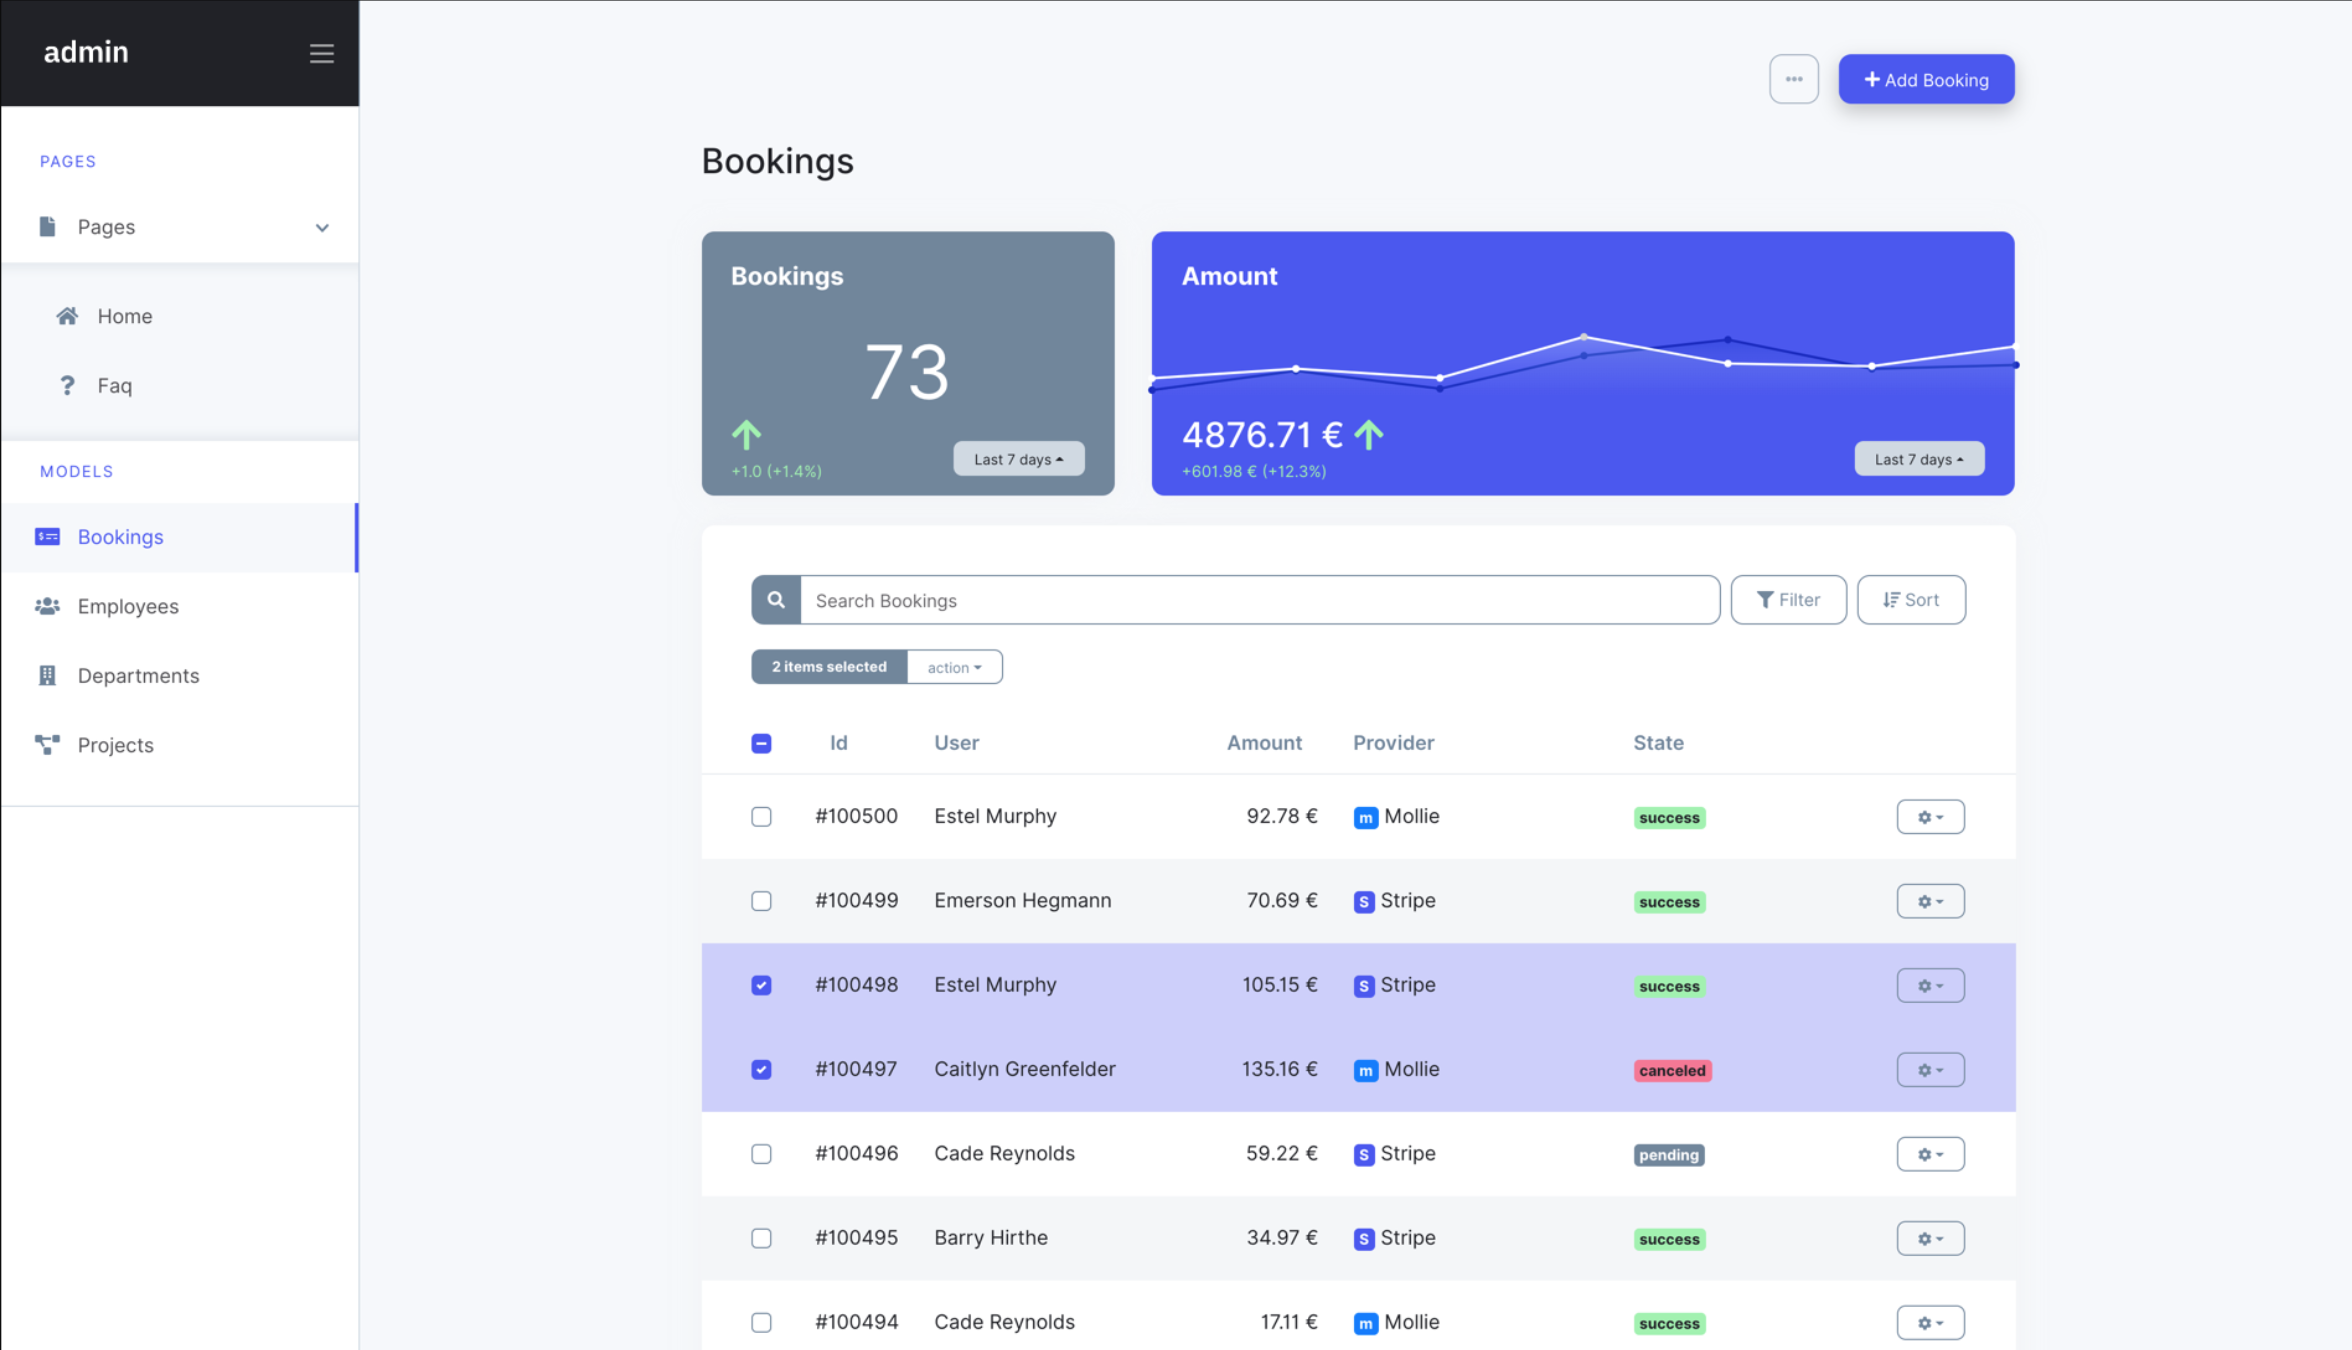 admin
+ Add Booking
PAGES
Pages
Home
Faq
MODELS
Bookings
Employees
Departments
Projects
Bookings
Bookings
73
+1.0 (+1.4%)
Last 7 days
Amount
4876.71 €
+601.98 € (+12.3%)
Last 7 days
Search Bookings
Filter
Sort
2 items selected action
Id User Amount Provider State
#100500 Estel Murphy 92.78 € m Mollie success
#100499 Emerson Hegmann 70.69 € S Stripe success
#100498 Estel Murphy 105.15 € S Stripe success
#100497 Caitlyn Greenfelder 135.16 € m Mollie canceled
#100496 Cade Reynolds 59.22 € S Stripe pending
#100495 Barry Hirthe 34.97 € S Stripe success
#100494 Cade Reynolds 17.11 € m Mollie success